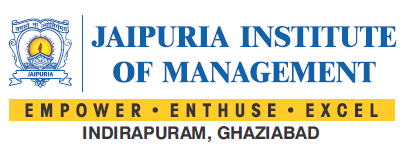 JAIPURIA
JAIPURIA INSTITUTE
OF MANAGEMENT
EMPOWER • ENTHUSE • EXCEL
INDIRAPURAM, GHAZIABAD